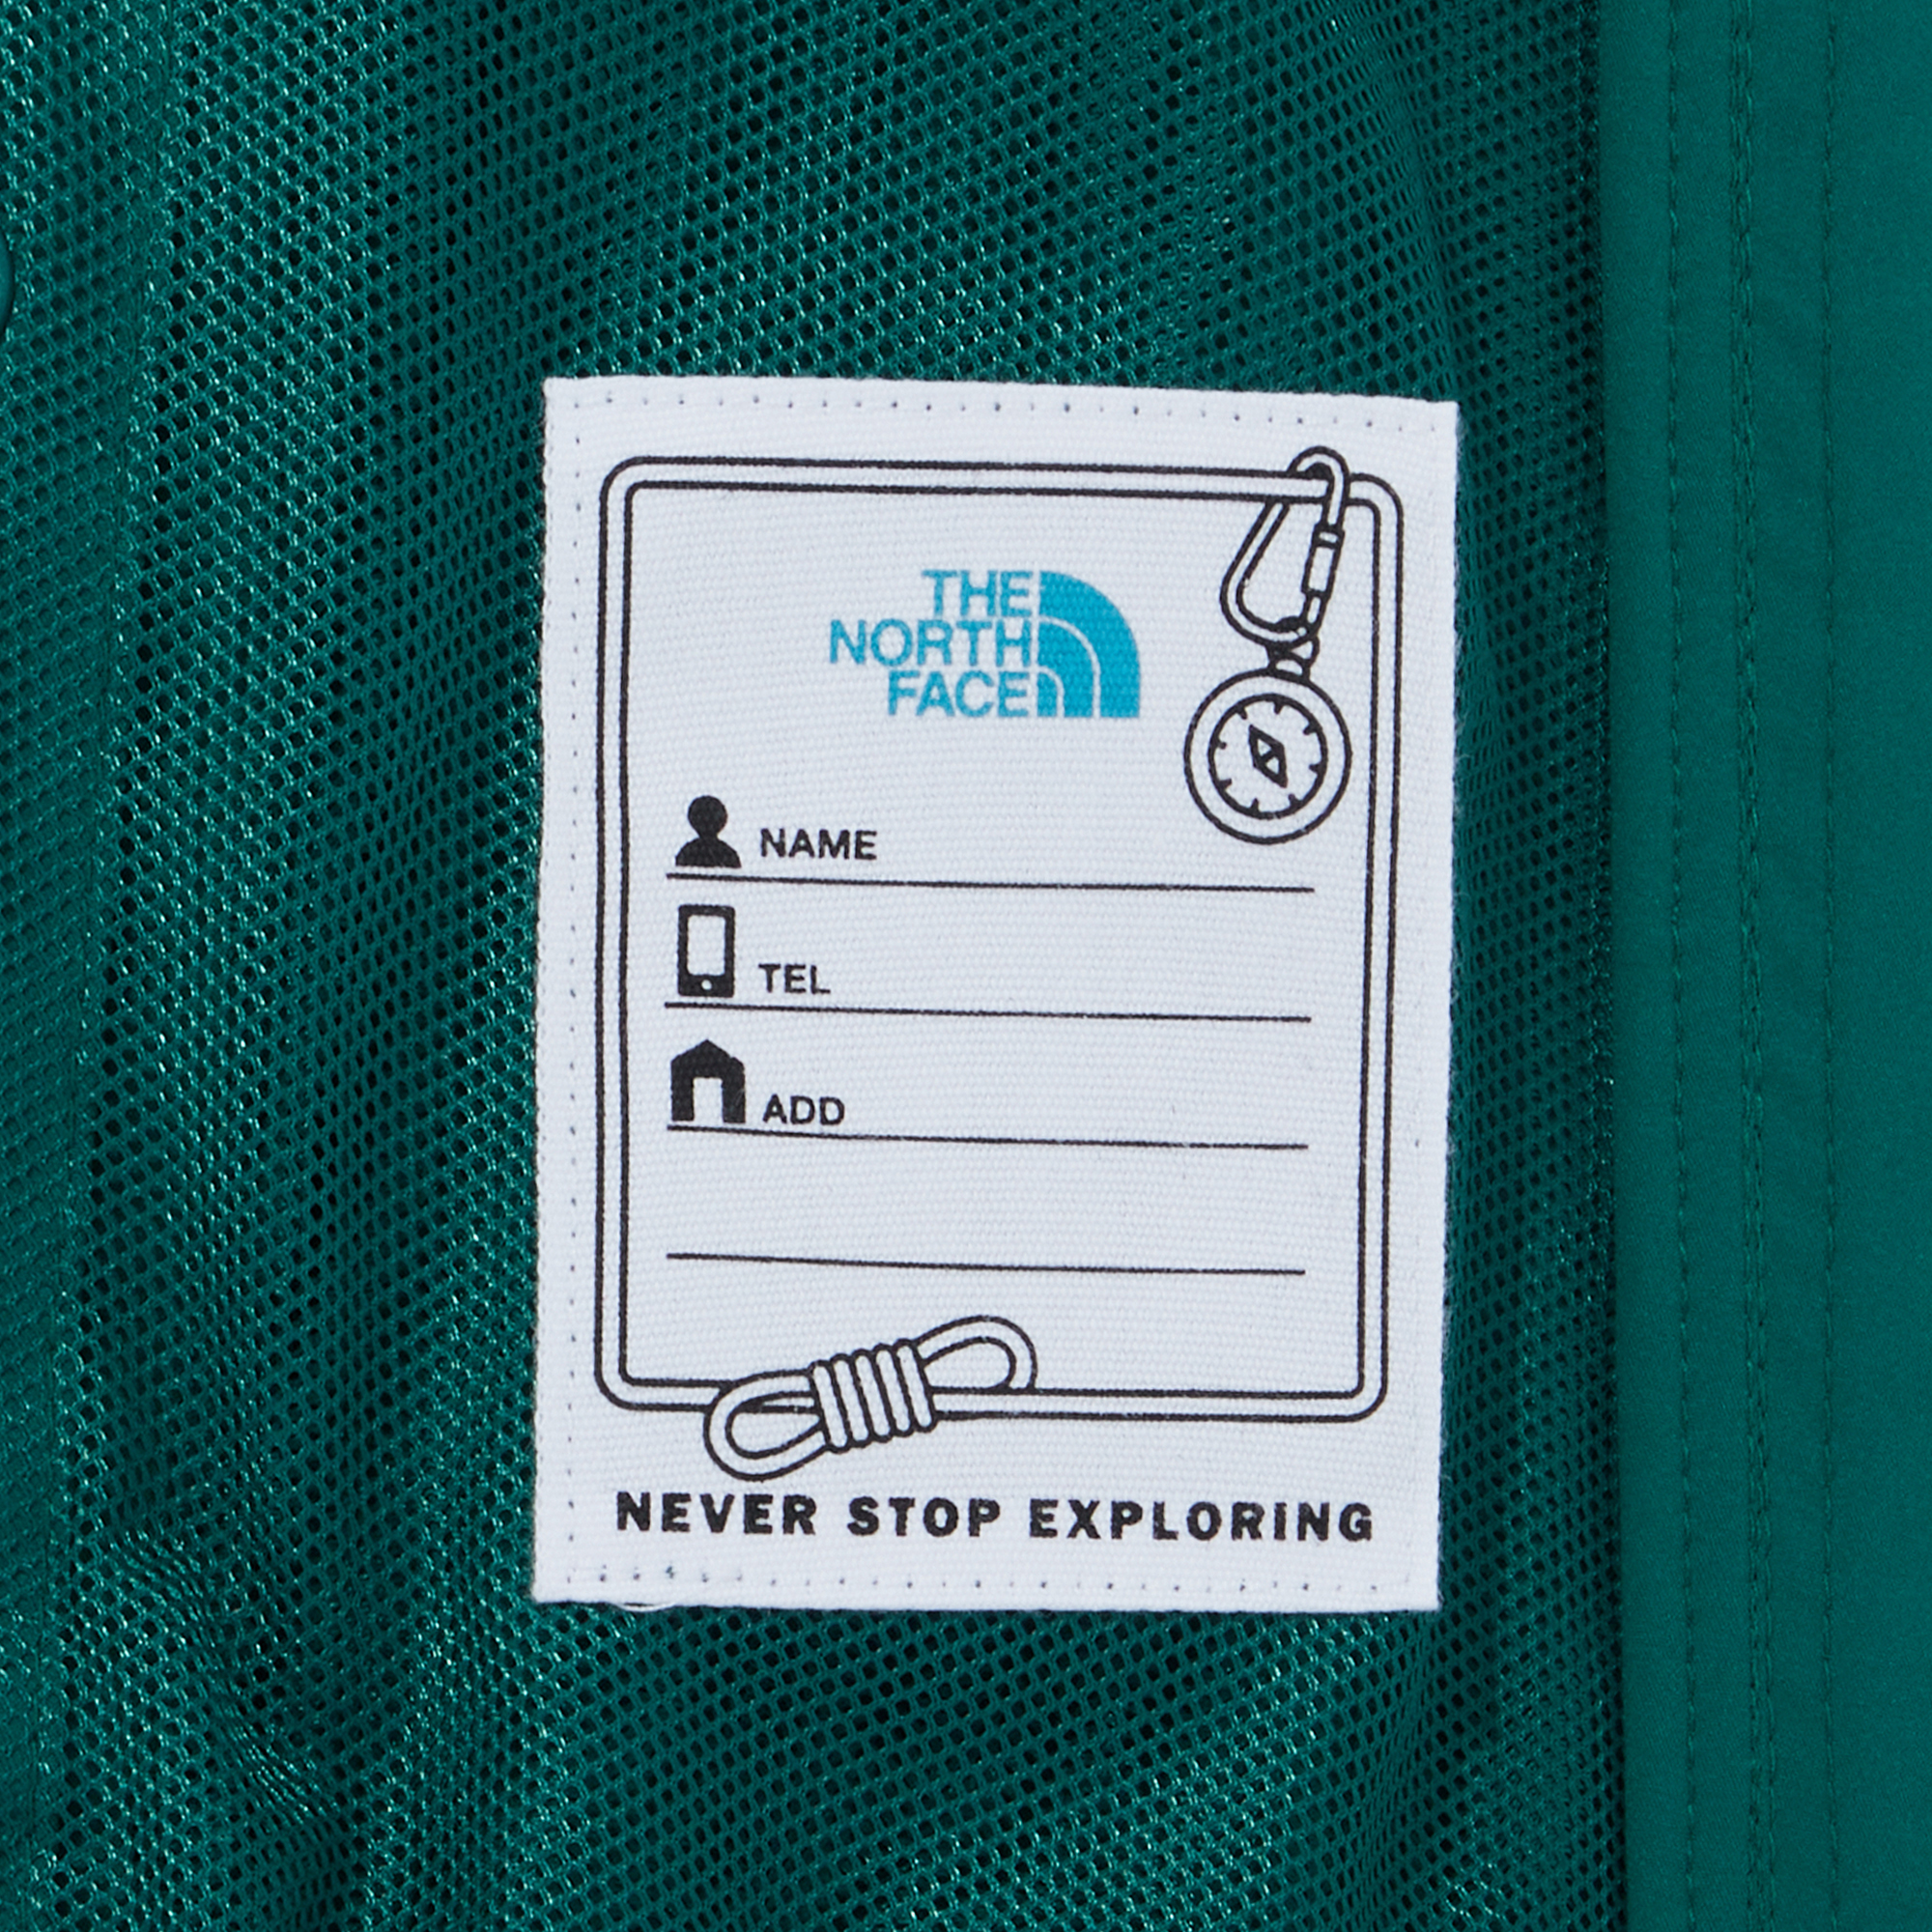 THE
NORTH
FACE
NAME
TEL
ADD
NEVER STOP EXPLORING